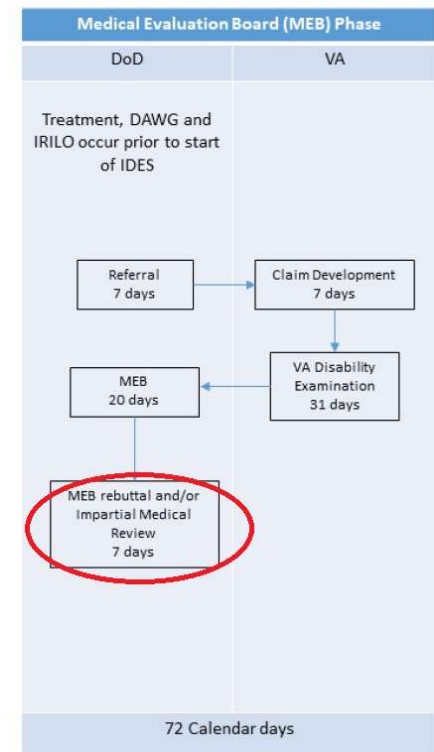 Medical Evaluation Board (MEB) Phase
DoD
VA
Treatment, DAWG and
IRILO occur prior to start
of IDES
Referral
7 days
Claim Development
7 days
VA Disability
Examination
31 days
MEB
20 days
MEB rebuttal and/or
Impartial Medical
Review
7 days
72 Calendar days